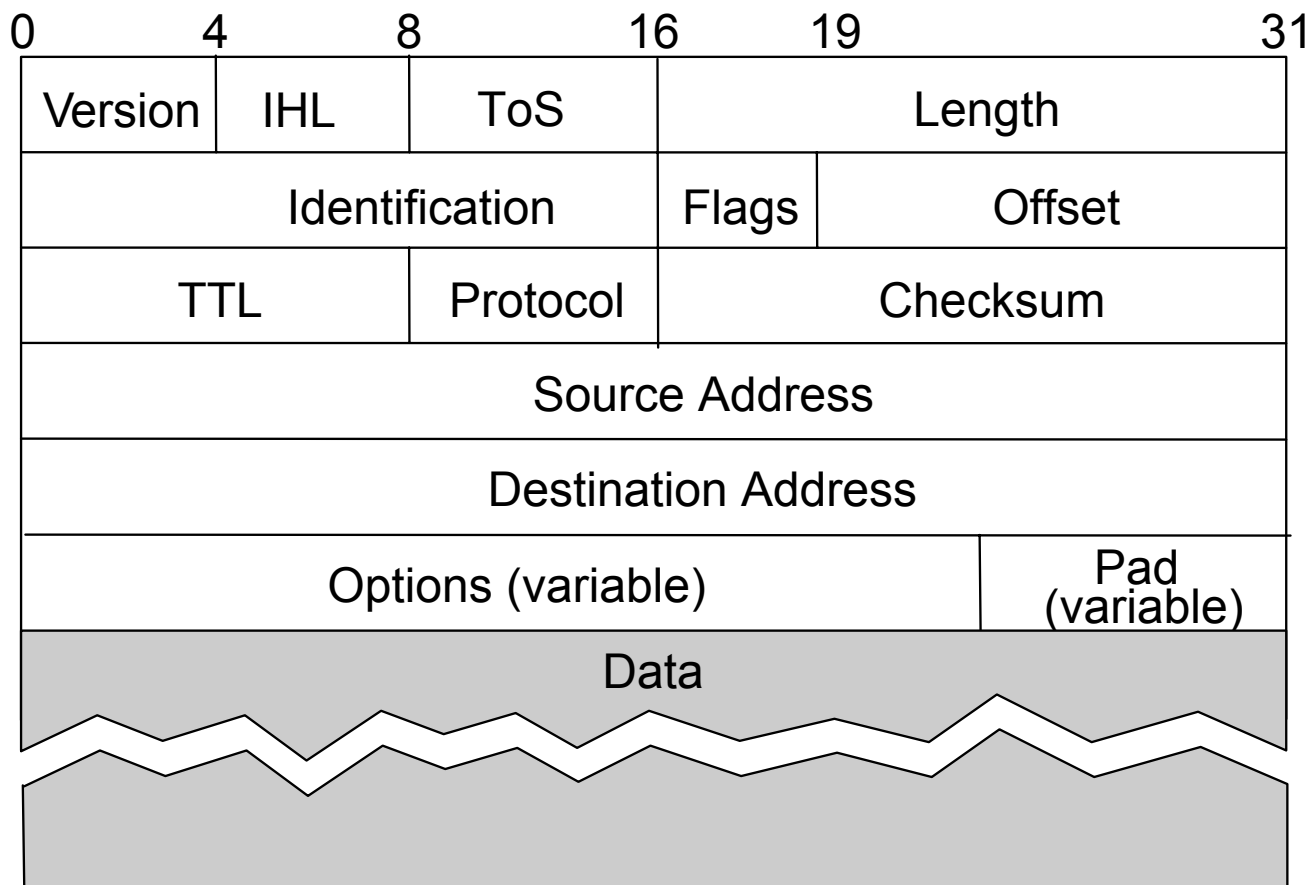 0 4 8 16 19 31
Version IHL ToS Length
Identification Flags Offset
TTL Protocol Checksum
Source Address
Destination Address
Options (variable) Pad
(variable)
Data